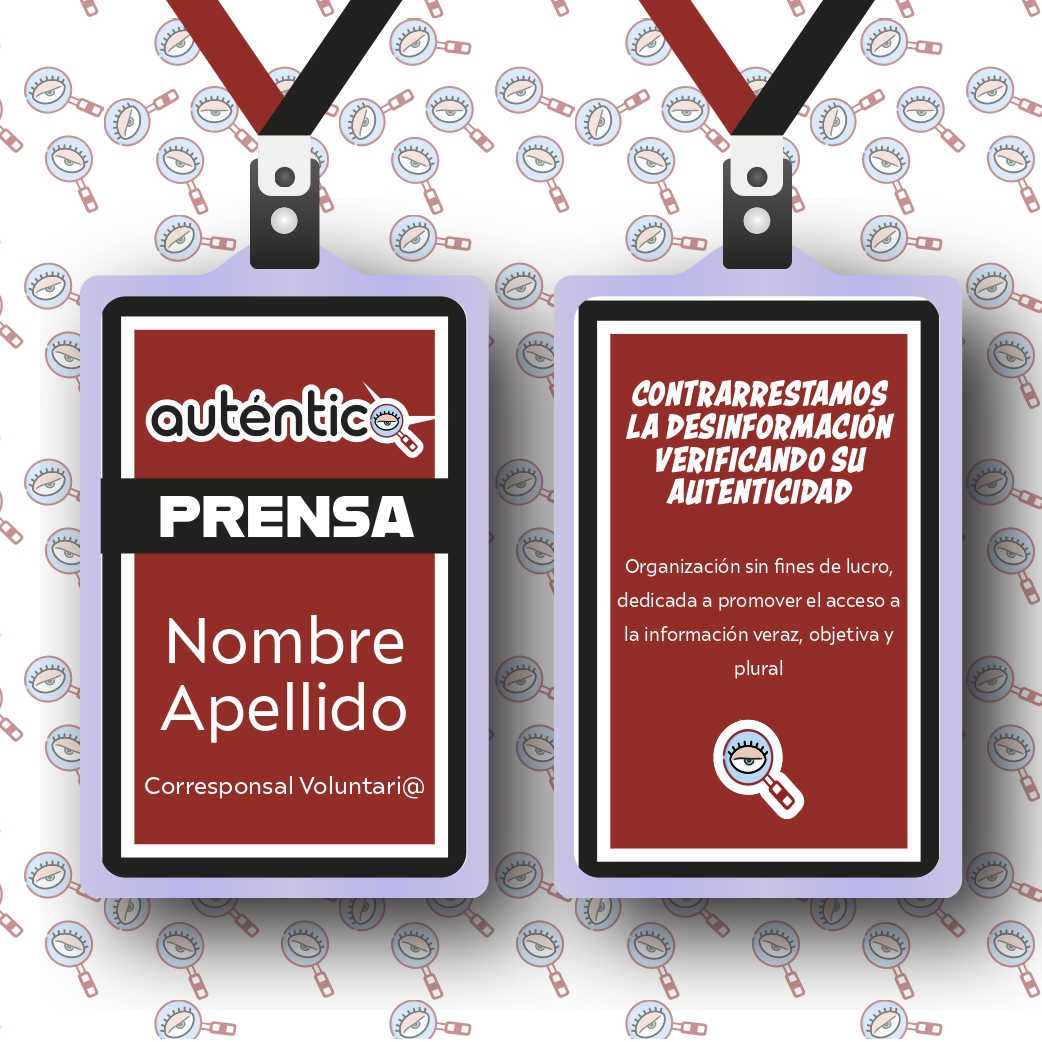 auténtico
PRENSA
Nombre
Apellido
Corresponsal Voluntari@
CONTRARRESTAMOS
LA DESINFORMACIÓN
VERIFICANDO SU
AUTENTICIDAD
Organización sin fines de lucro,
dedicada a promover el acceso a
la información veraz, objetiva y
plural